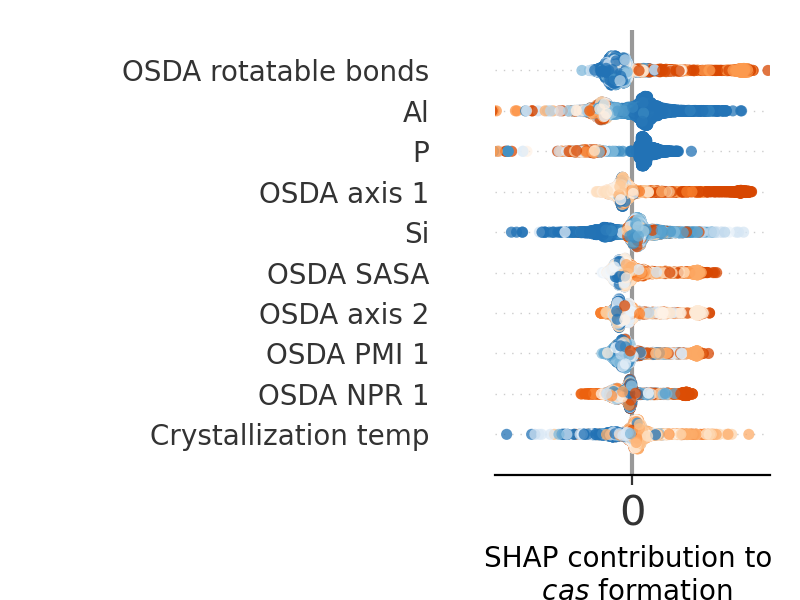 OSDA rotatable bonds
Al
P
OSDA axis 1
Si
OSDA SASA
OSDA axis 2
OSDA PMI 1
OSDA NPR 1
Crystallization temp
0
SHAP contribution to
cas formation